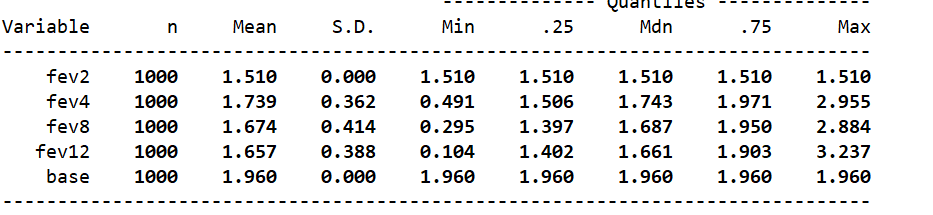 -------------- Quantiles --------------
Variable n Mean S.D. Min .25 Mdn .75 Max
-------------------------------------------------------------------------------
fev2 1000 1.510 0.000 1.510 1.510 1.510 1.510 1.510
fev4 1000 1.739 0.362 0.491 1.506 1.743 1.971 2.955
fev8 1000 1.674 0.414 0.295 1.397 1.687 1.950 2.884
fev12 1000 1.657 0.388 0.104 1.402 1.661 1.903 3.237
base 1000 1.960 0.000 1.960 1.960 1.960 1.960 1.960
-------------------------------------------------------------------------------